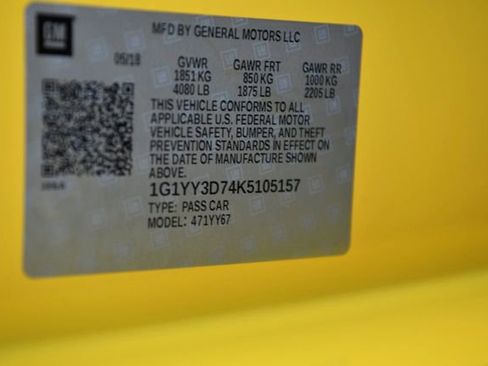 GM
MFD BY GENERAL MOTORS LLC
05/18
GVWR GAWR FRT GAWR RR
1851 KG 850 KG 1000 KG
4080 LB 1875 LB 2205 LB
THIS VEHICLE CONFORMS TO ALL
APPLICABLE U.S. FEDERAL MOTOR
VEHICLE SAFETY, BUMPER, AND THEFT
PREVENTION STANDARDS IN EFFECT ON
THE DATE OF MANUFACTURE SHOWN
ABOVE.
1G1YY3D74K5105157
TYPE: PASS CAR
MODEL: 471YY67